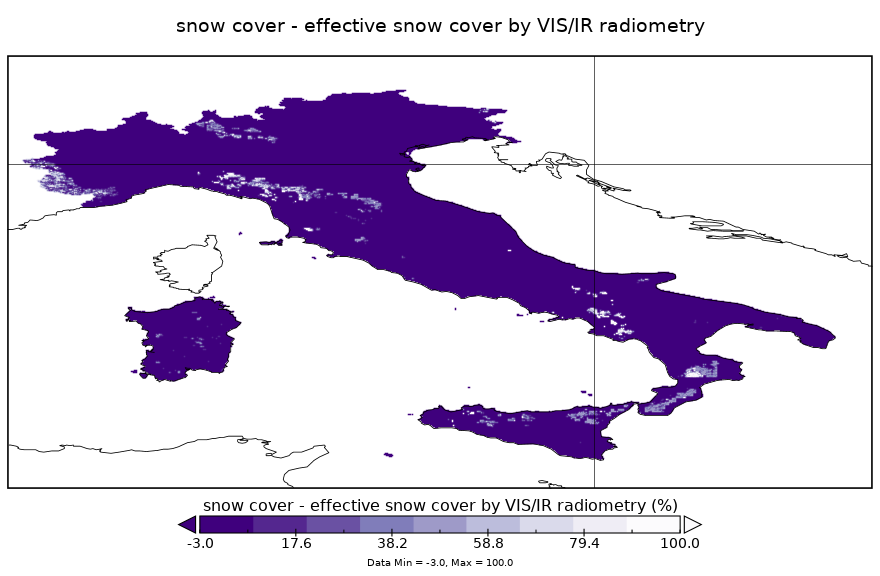 snow cover - effective snow cover by VIS/IR radiometry
snow cover - effective snow cover by VIS/IR radiometry (%)
-3.0 17.6 38.2 58.8 79.4 100.0
Data Min = -3.0, Max = 100.0